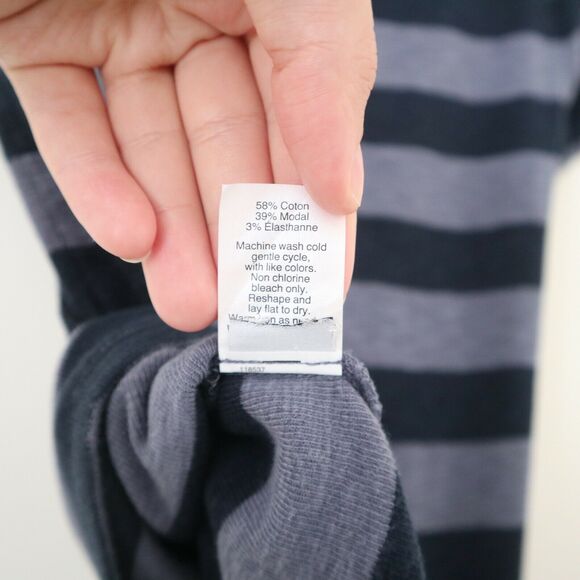 58% Coton
39% Modal
3% Élasthanne
Machine wash cold
gentle cycle,
with like colors.
Non chlorine
bleach only.
Reshape and
lay flat to dry.
as